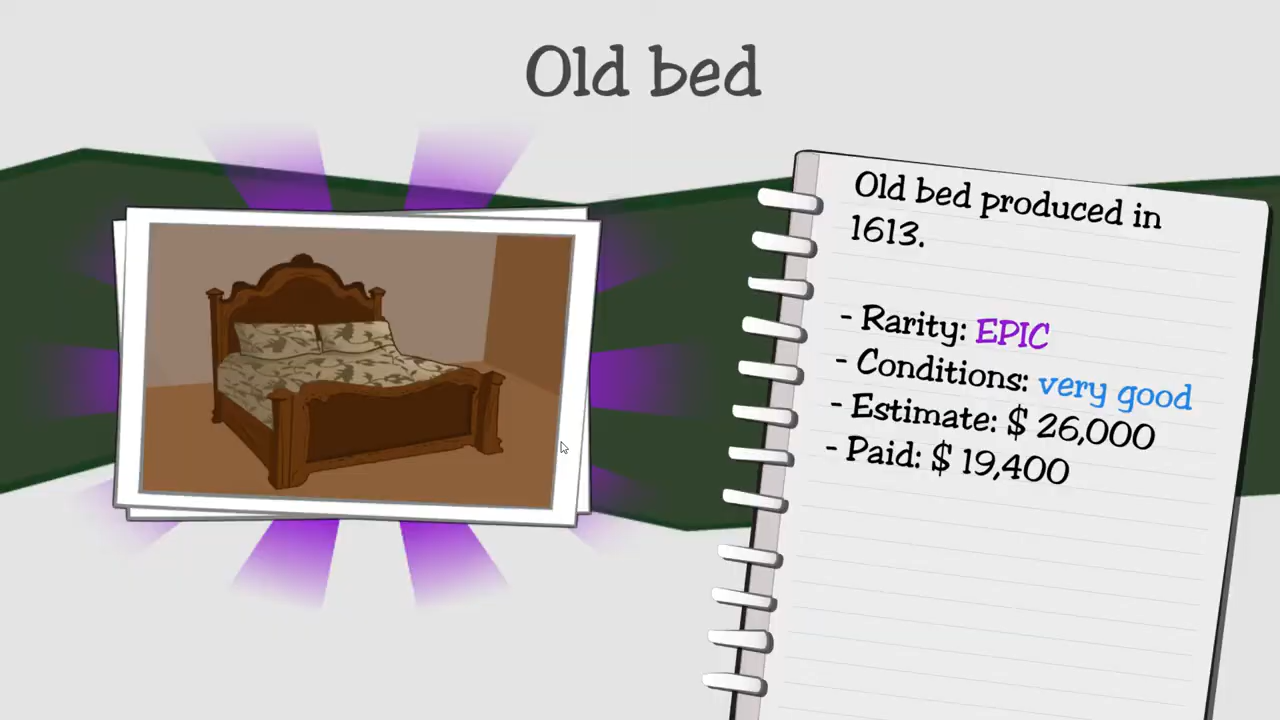 Old bed
Old bed produced in
1613.
- Rarity: EPIC
- Conditions: very good
- Estimate: $ 26,000
- Paid: $ 19,400